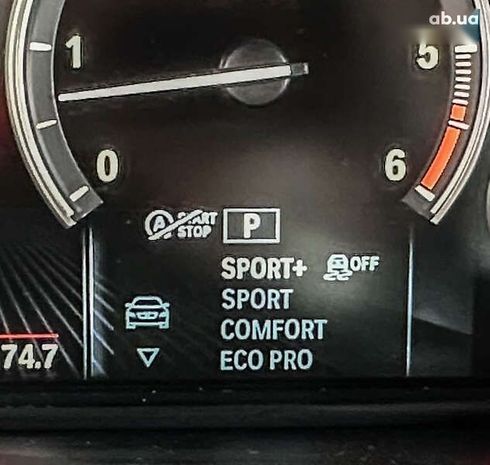 ab.ua
1
5
0
6
A START STOP P
SPORT+ OFF
SPORT
COMFORT
74.7
ECO PRO